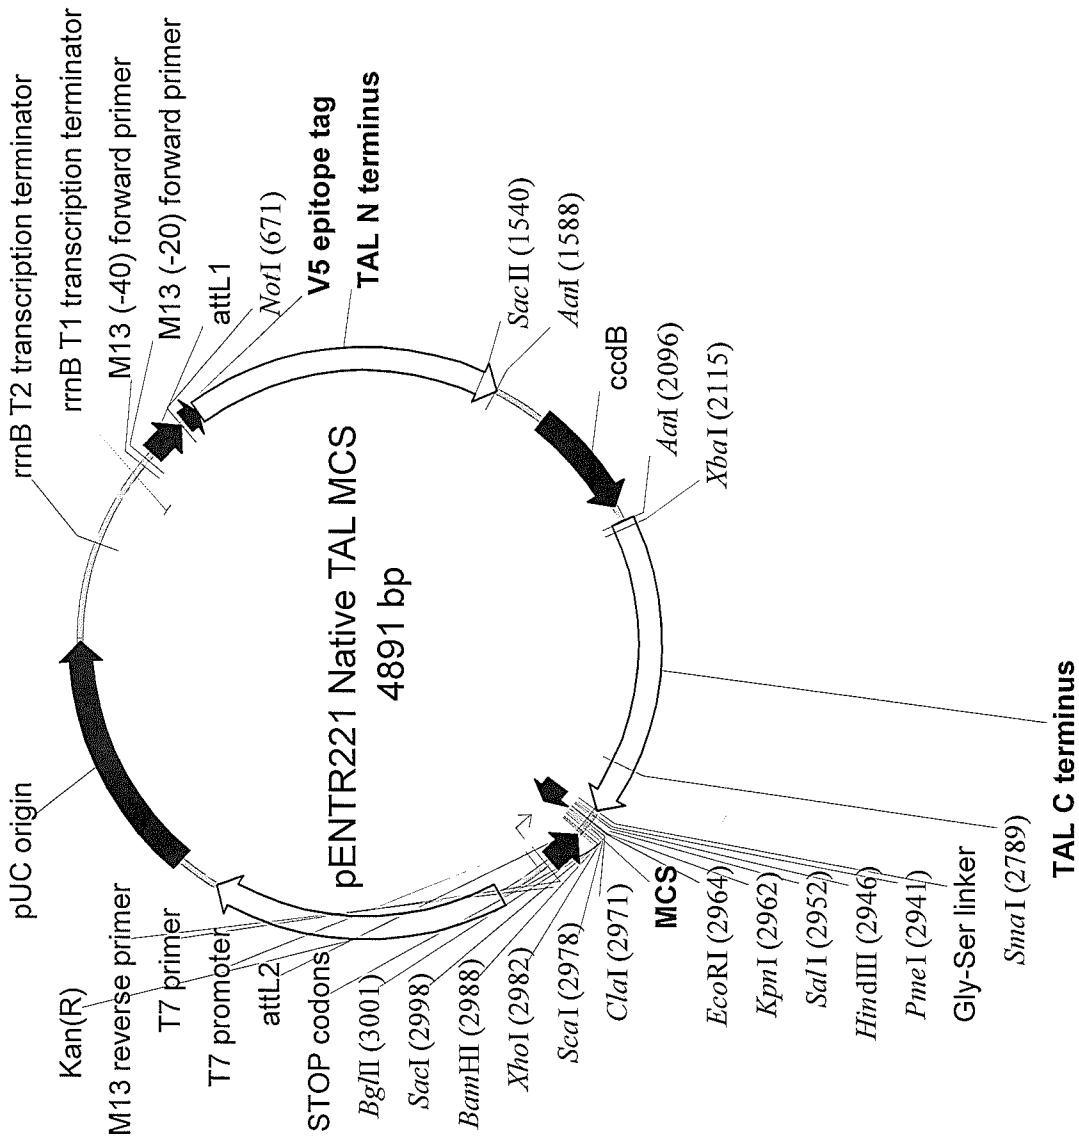 rrnB T2 transcription terminator
rrnB T1 transcription terminator
M13 (-40) forward primer
M13 (-20) forward primer
attL1
NotI (671)
V5 epitope tag
TAL N terminus
SacII (1540)
AarI (1588)
ccdB
AarI (2096)
XbaI (2115)
TAL C terminus
SmaI (2789)
Gly-Ser linker
PmeI (2941)
HindIII (2946)
SalI (2952)
KpnI (2962)
EcoRI (2964)
MCS
ClaI (2971)
ScaI (2978)
XhoI (2982)
BamHI (2988)
SacI (2998)
BglII (3001)
STOP codons
attL2
T7 promoter
T7 primer
M13 reverse primer
Kan(R)
pUC origin
pENTR221 Native TAL MCS
4891 bp